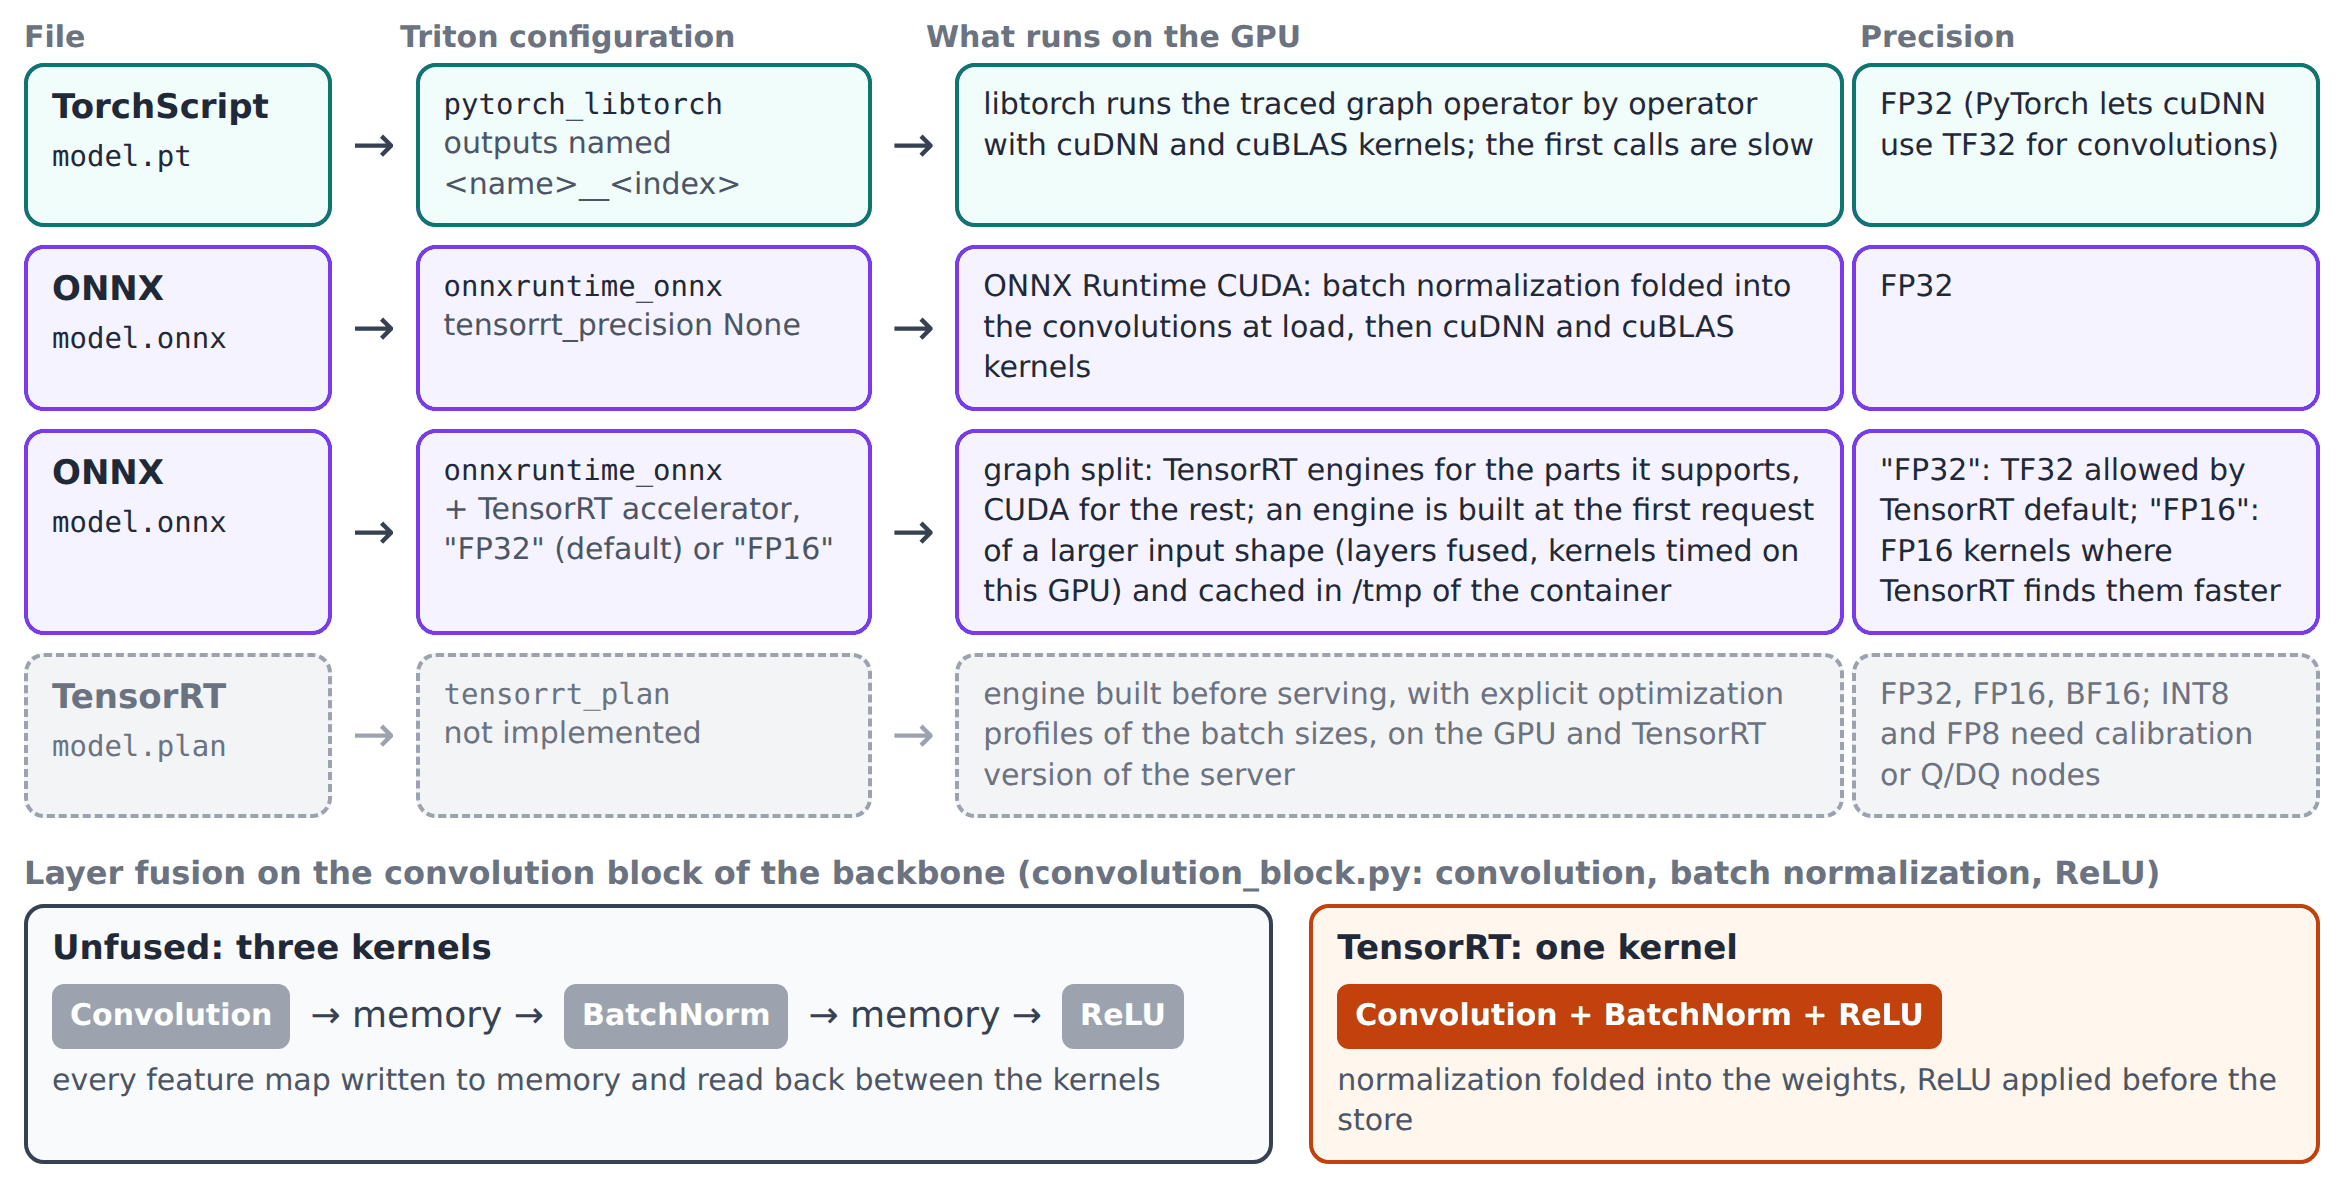 File
Triton configuration
What runs on the GPU
Precision
TorchScript
model.pt
→
pytorch_libtorch
outputs named
<name>__<index>
→
libtorch runs the traced graph operator by operator
with cuDNN and cuBLAS kernels; the first calls are slow
FP32 (PyTorch lets cuDNN
use TF32 for convolutions)
ONNX
model.onnx
→
onnxruntime_onnx
tensorrt_precision None
→
ONNX Runtime CUDA: batch normalization folded into
the convolutions at load, then cuDNN and cuBLAS
kernels
FP32
ONNX
model.onnx
→
onnxruntime_onnx
+ TensorRT accelerator,
"FP32" (default) or "FP16"
→
graph split: TensorRT engines for the parts it supports,
CUDA for the rest; an engine is built at the first request
of a larger input shape (layers fused, kernels timed on
this GPU) and cached in /tmp of the container
"FP32": TF32 allowed by
TensorRT default; "FP16":
FP16 kernels where
TensorRT finds them faster
TensorRT
model.plan
→
tensorrt_plan
not implemented
→
engine built before serving, with explicit optimization
profiles of the batch sizes, on the GPU and TensorRT
version of the server
FP32, FP16, BF16; INT8
and FP8 need calibration
or Q/DQ nodes
Layer fusion on the convolution block of the backbone (convolution_block.py: convolution, batch normalization, ReLU)
Unfused: three kernels
Convolution → memory → BatchNorm → memory → ReLU
every feature map written to memory and read back between the kernels
TensorRT: one kernel
Convolution + BatchNorm + ReLU
normalization folded into the weights, ReLU applied before the
store